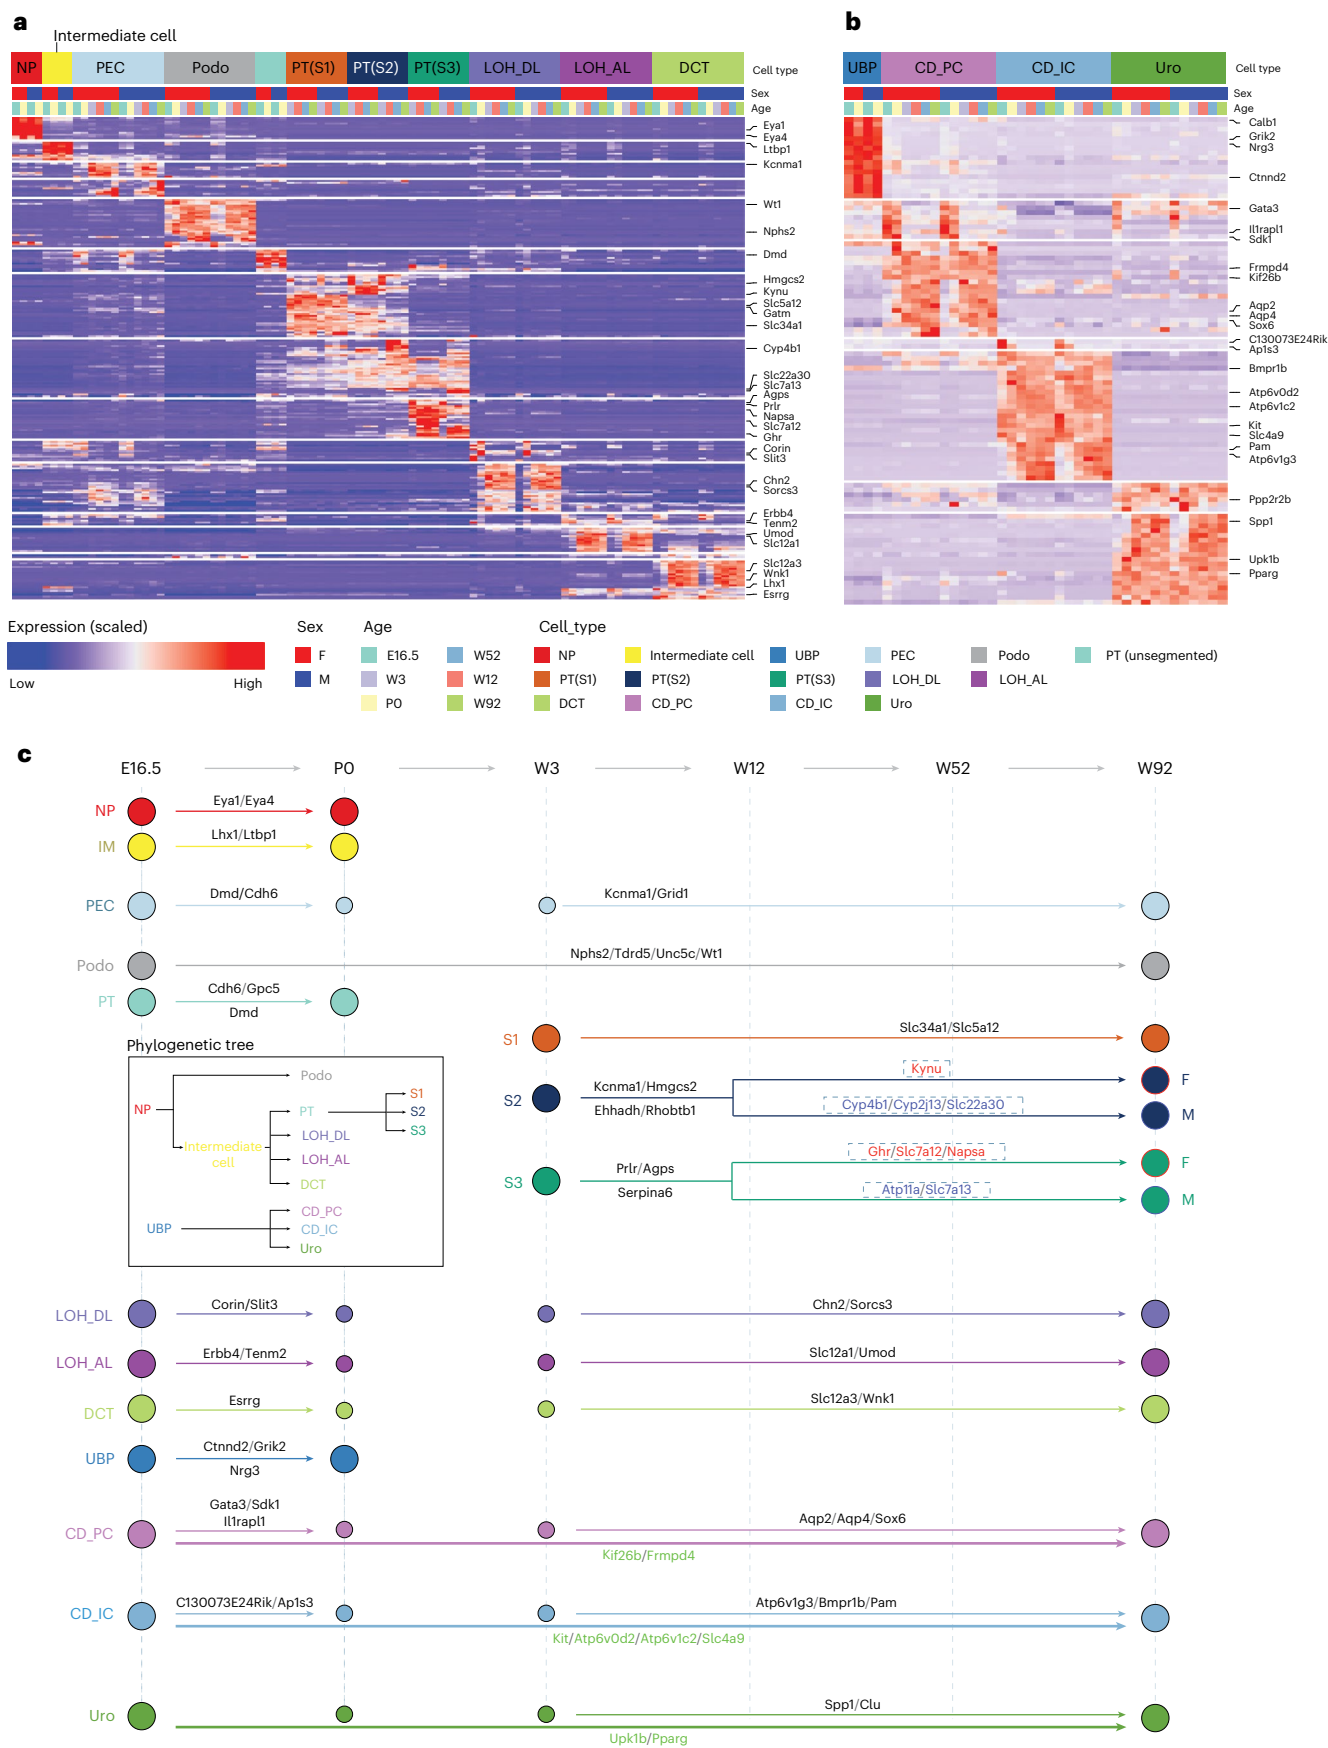 a
Intermediate cell
NP PEC Podo PT(S1) PT(S2) PT(S3) LOH_DL LOH_AL DCT Cell type
Sex
Age
Eya1
Eya4
Ltbp1
Kcnma1
Wt1
Nphs2
Dmd
Hmgcs2
Kynu
Slc5a12
Gatm
Slc34a1
Cyp4b1
Slc22a30
Slc7a13
Agps
Prlr
Napsa
Slc7a12
Ghr
Corin
Slit3
Chn2
Sorcs3
Erbb4
Tenm2
Umod
Slc12a1
Slc12a3
Wnk1
Lhx1
Esrrg
b
UBP CD_PC CD_IC Uro Cell type
Sex
Age
Calb1
Grik2
Nrg3
Ctnnd2
Gata3
Il1rapl1
Sdk1
Frmpd4
Kif26b
Aqp2
Aqp4
Sox6
C130073E24Rik
Ap1s3
Bmpr1b
Atp6v0d2
Atp6v1c2
Kit
Slc4a9
Pam
Atp6v1g3
Ppp2r2b
Spp1
Upk1b
Pparg
Expression (scaled)
Low High
Sex
F
M
Age
E16.5 W52
W3 W12
P0 W92
Cell_type
NP Intermediate cell UBP PEC Podo PT (unsegmented)
PT(S1) PT(S2) PT(S3) LOH_DL LOH_AL
DCT CD_PC CD_IC Uro
c
E16.5 P0 W3 W12 W52 W92
NP Eya1/Eya4
IM Lhx1/Ltbp1
PEC Dmd/Cdh6 Kcnma1/Grid1
Podo Nphs2/Tdrd5/Unc5c/Wt1
PT Cdh6/Gpc5
Dmd
S1 Slc34a1/Slc5a12
S2 Kcnma1/Hmgcs2
Ehhadh/Rhobtb1
Kynu F
Cyp4b1/Cyp2j13/Slc22a30 M
S3 Prlr/Agps
Serpina6
Ghr/Slc7a12/Napsa F
Atp11a/Slc7a13 M
Phylogenetic tree
Podo
NP
Intermediate
cell
PT
S1
S2
S3
LOH_DL
LOH_AL
DCT
UBP
CD_PC
CD_IC
Uro
LOH_DL Corin/Slit3 Chn2/Sorcs3
LOH_AL Erbb4/Tenm2 Slc12a1/Umod
DCT Esrrg Slc12a3/Wnk1
UBP Ctnnd2/Grik2
Nrg3
CD_PC Gata3/Sdk1
Il1rapl1
Aqp2/Aqp4/Sox6
Kif26b/Frmpd4
CD_IC C130073E24Rik/Ap1s3 Atp6v1g3/Bmpr1b/Pam
Kit/Atp6v0d2/Atp6v1c2/Slc4a9
Uro Spp1/Clu
Upk1b/Pparg